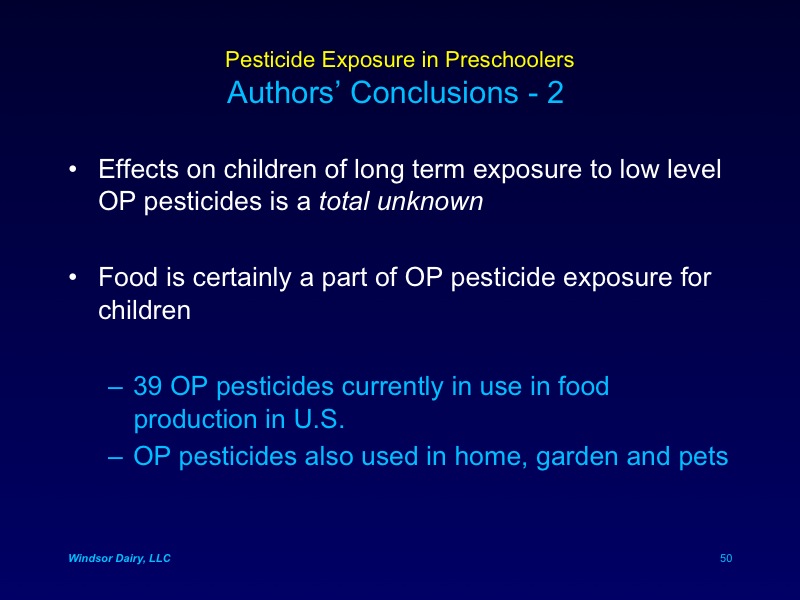 Pesticide Exposure in Preschoolers
Authors’ Conclusions - 2
• Effects on children of long term exposure to low level
OP pesticides is a total unknown
• Food is certainly a part of OP pesticide exposure for
children
– 39 OP pesticides currently in use in food
production in U.S.
– OP pesticides also used in home, garden and pets
Windsor Dairy, LLC
50